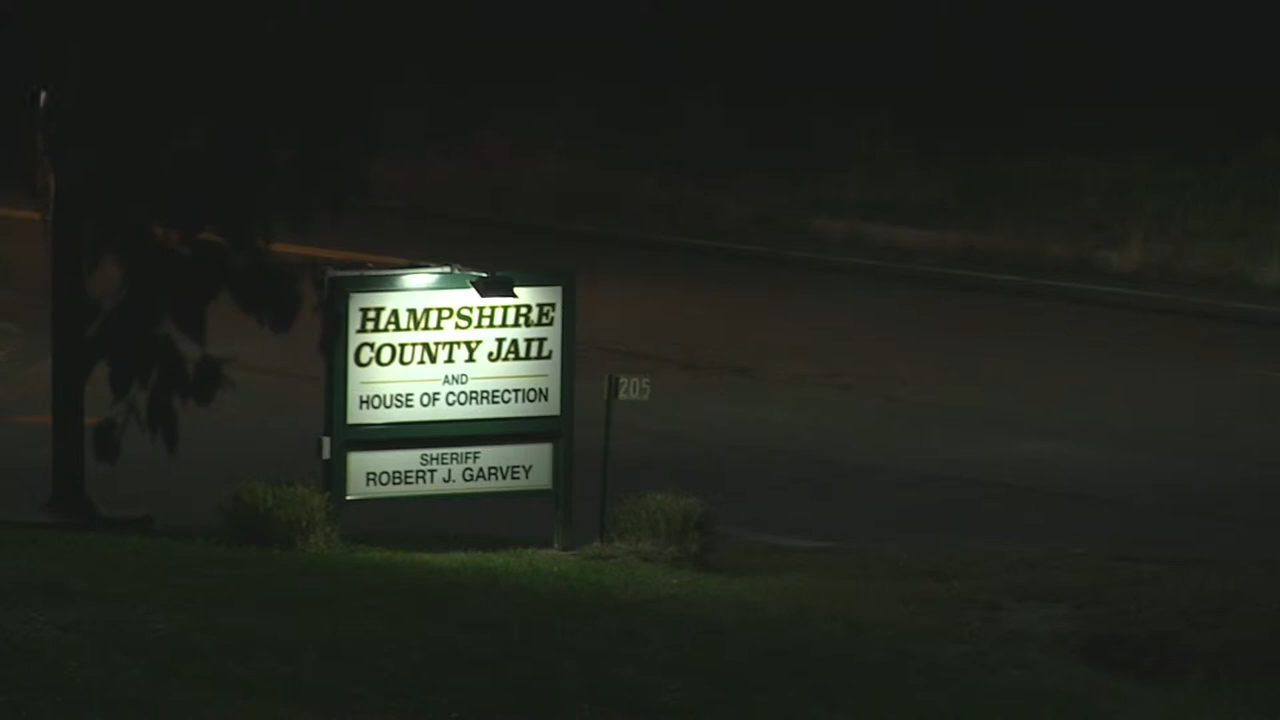 HAMPSHIRE
COUNTY JAIL
AND
HOUSE OF CORRECTION
SHERIFF
ROBERT J. GARVEY
205